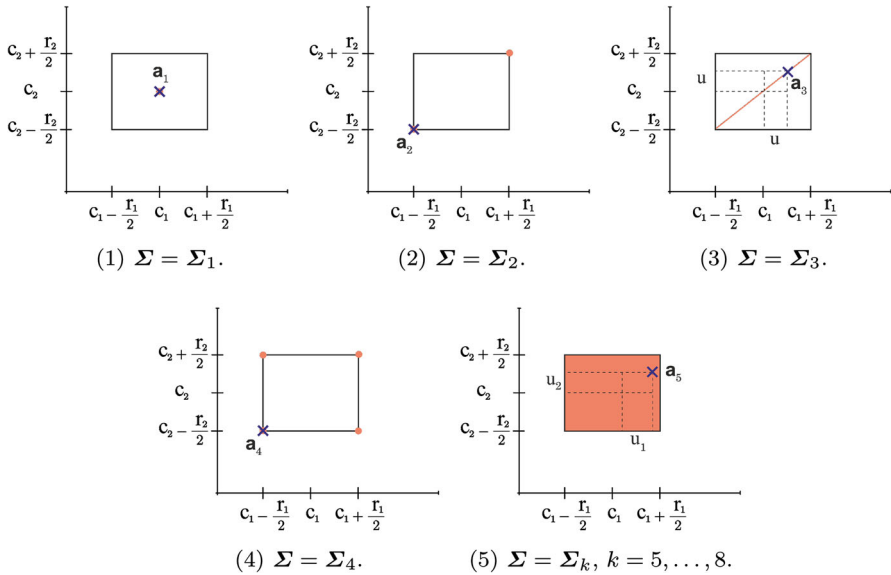 c₂ + r₂/2
a₁
c₂
c₂ − r₂/2
c₁ − r₁/2 c₁ c₁ + r₁/2
(1) Σ = Σ₁.
c₂ + r₂/2
c₂
c₂ − r₂/2
a₂
c₁ − r₁/2 c₁ c₁ + r₁/2
(2) Σ = Σ₂.
c₂ + r₂/2
u a₃
c₂
c₂ − r₂/2
u
c₁ − r₁/2 c₁ c₁ + r₁/2
(3) Σ = Σ₃.
c₂ + r₂/2
c₂
c₂ − r₂/2
a₄
c₁ − r₁/2 c₁ c₁ + r₁/2
(4) Σ = Σ₄.
c₂ + r₂/2
u₂ a₅
c₂
c₂ − r₂/2
u₁
c₁ − r₁/2 c₁ c₁ + r₁/2
(5) Σ = Σₖ, k = 5, . . . , 8.